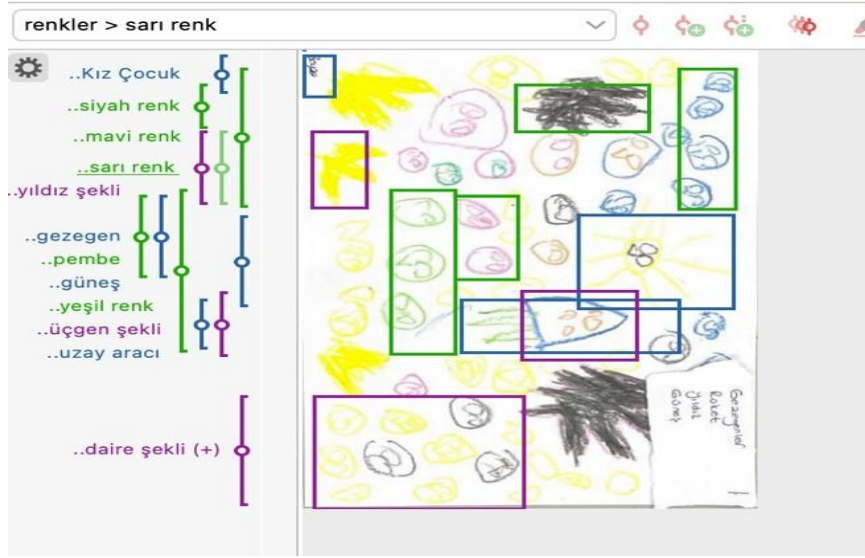 renkler > sarı renk
..Kız Çocuk
..siyah renk
..mavi renk
..sarı renk
..yıldız şekli
..gezegen
..pembe
..güneş
..yeşil renk
..üçgen şekli
..uzay aracı
..daire şekli (+)
Gezegenler
Roket
Yıldız
Güneş